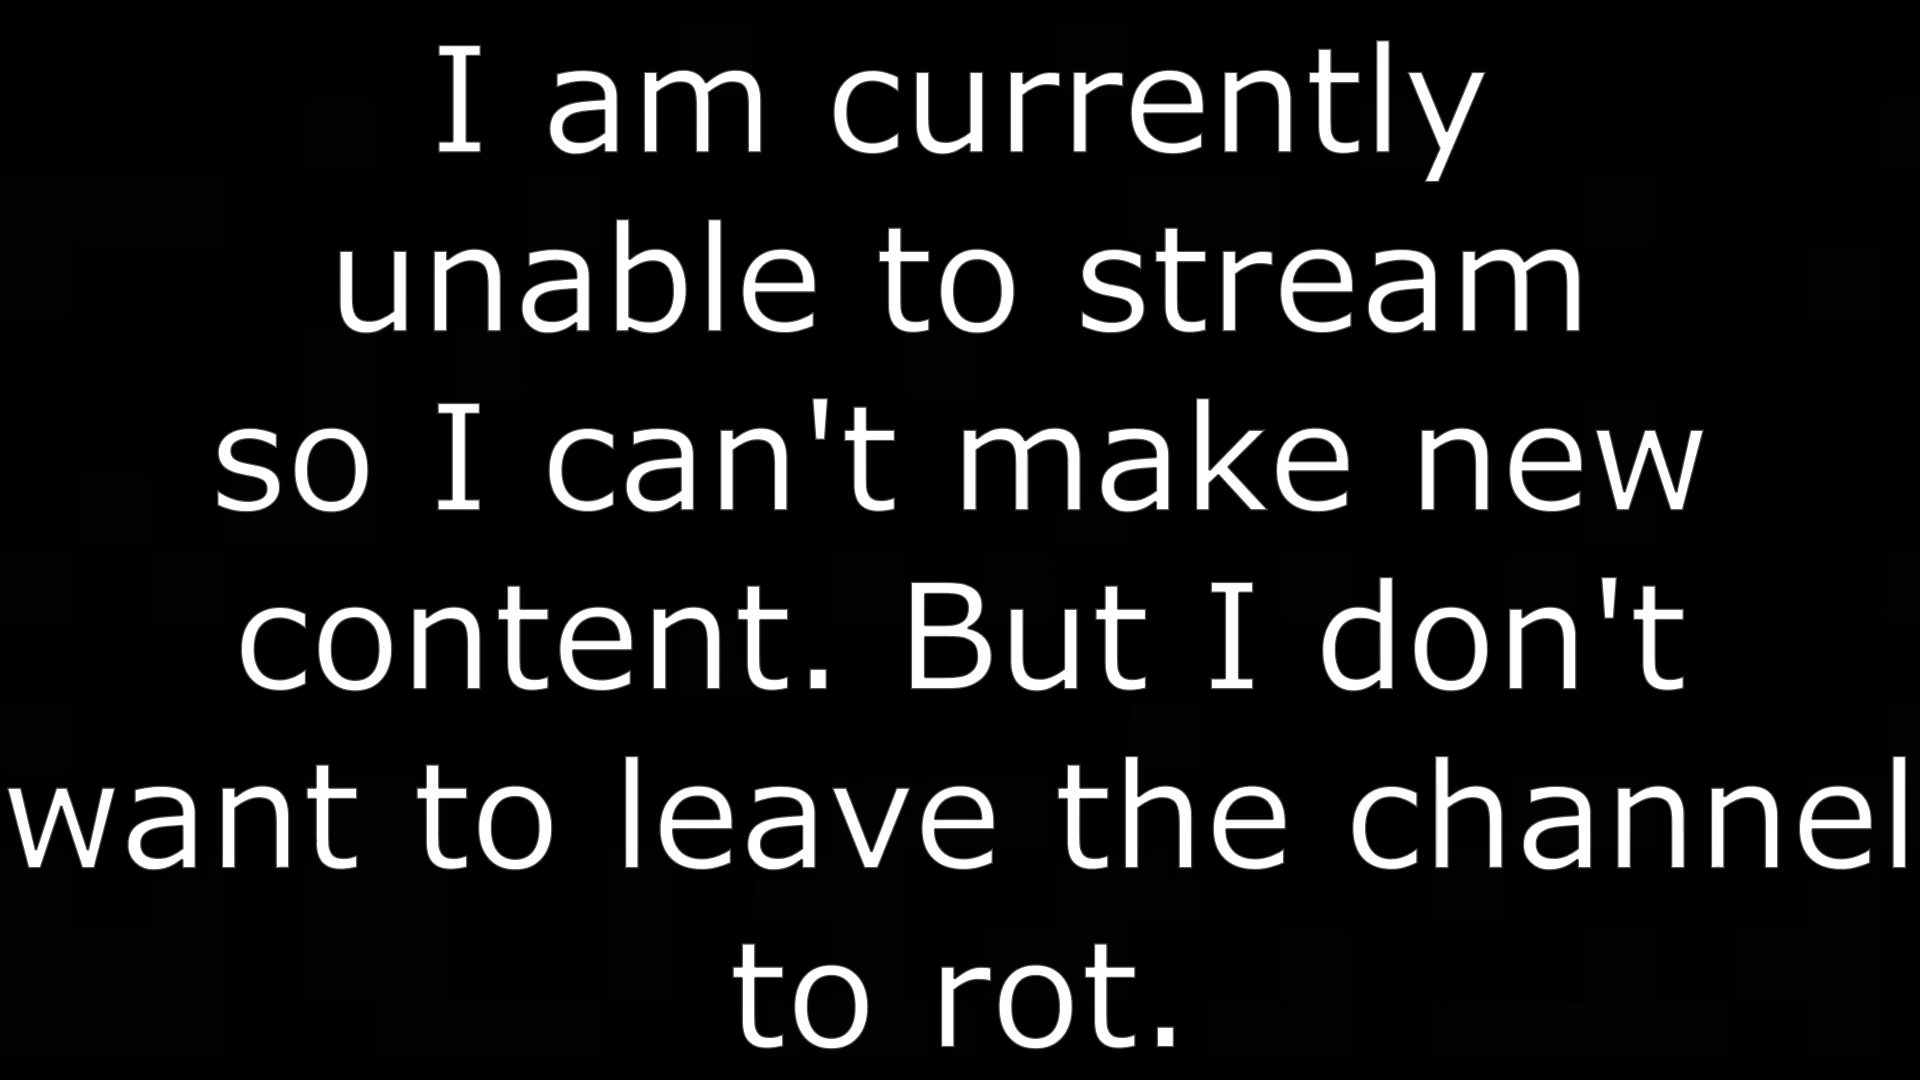 I am currently
unable to stream
so I can't make new
content. But I don't
want to leave the channel
to rot.